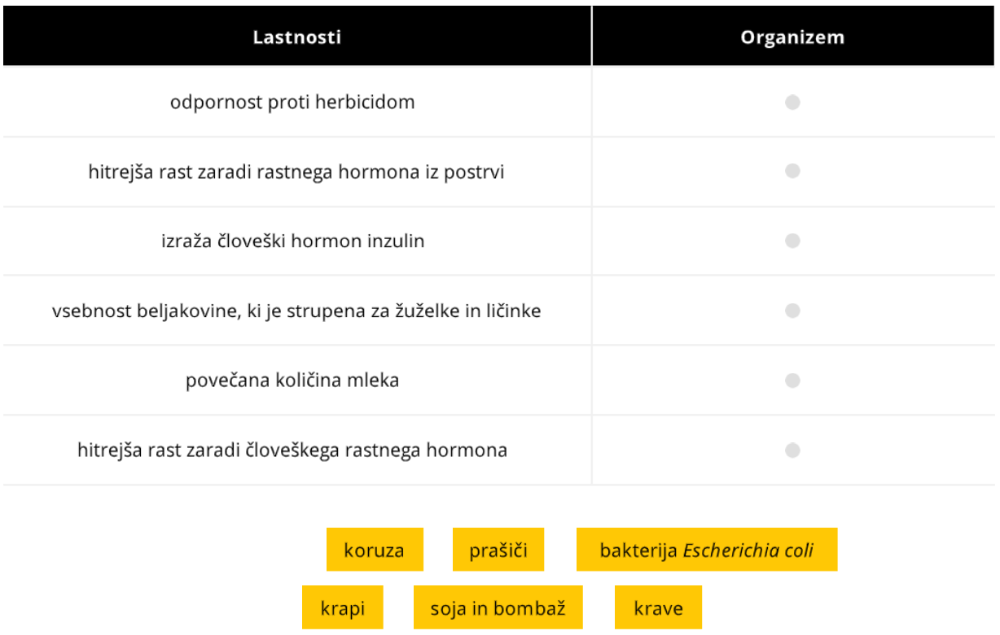 Lastnosti Organizem
odpornost proti herbicidom
hitrejša rast zaradi rastnega hormona iz postrvi
izraža človeški hormon inzulin
vsebnost beljakovine, ki je strupena za žuželke in ličinke
povečana količina mleka
hitrejša rast zaradi človeškega rastnega hormona
koruza prašiči bakterija Escherichia coli
krapi soja in bombaž krave